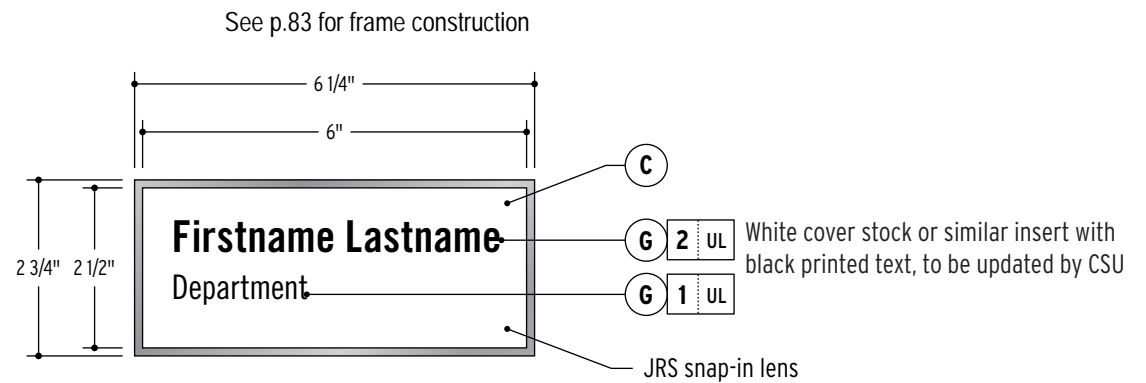 See p.83 for frame construction
6 1/4"
6"
C
Firstname Lastname
G 2 UL White cover stock or similar insert with
black printed text, to be updated by CSU
2 3/4" 2 1/2"
Department
G 1 UL
JRS snap-in lens